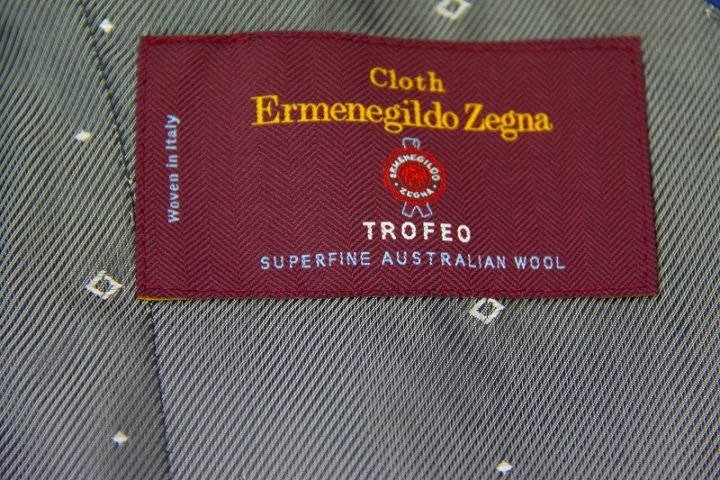 Cloth
Ermenegildo Zegna
ERMENEGILDO
ZEGNA
TROFEO
SUPERFINE AUSTRALIAN WOOL
Woven in Italy